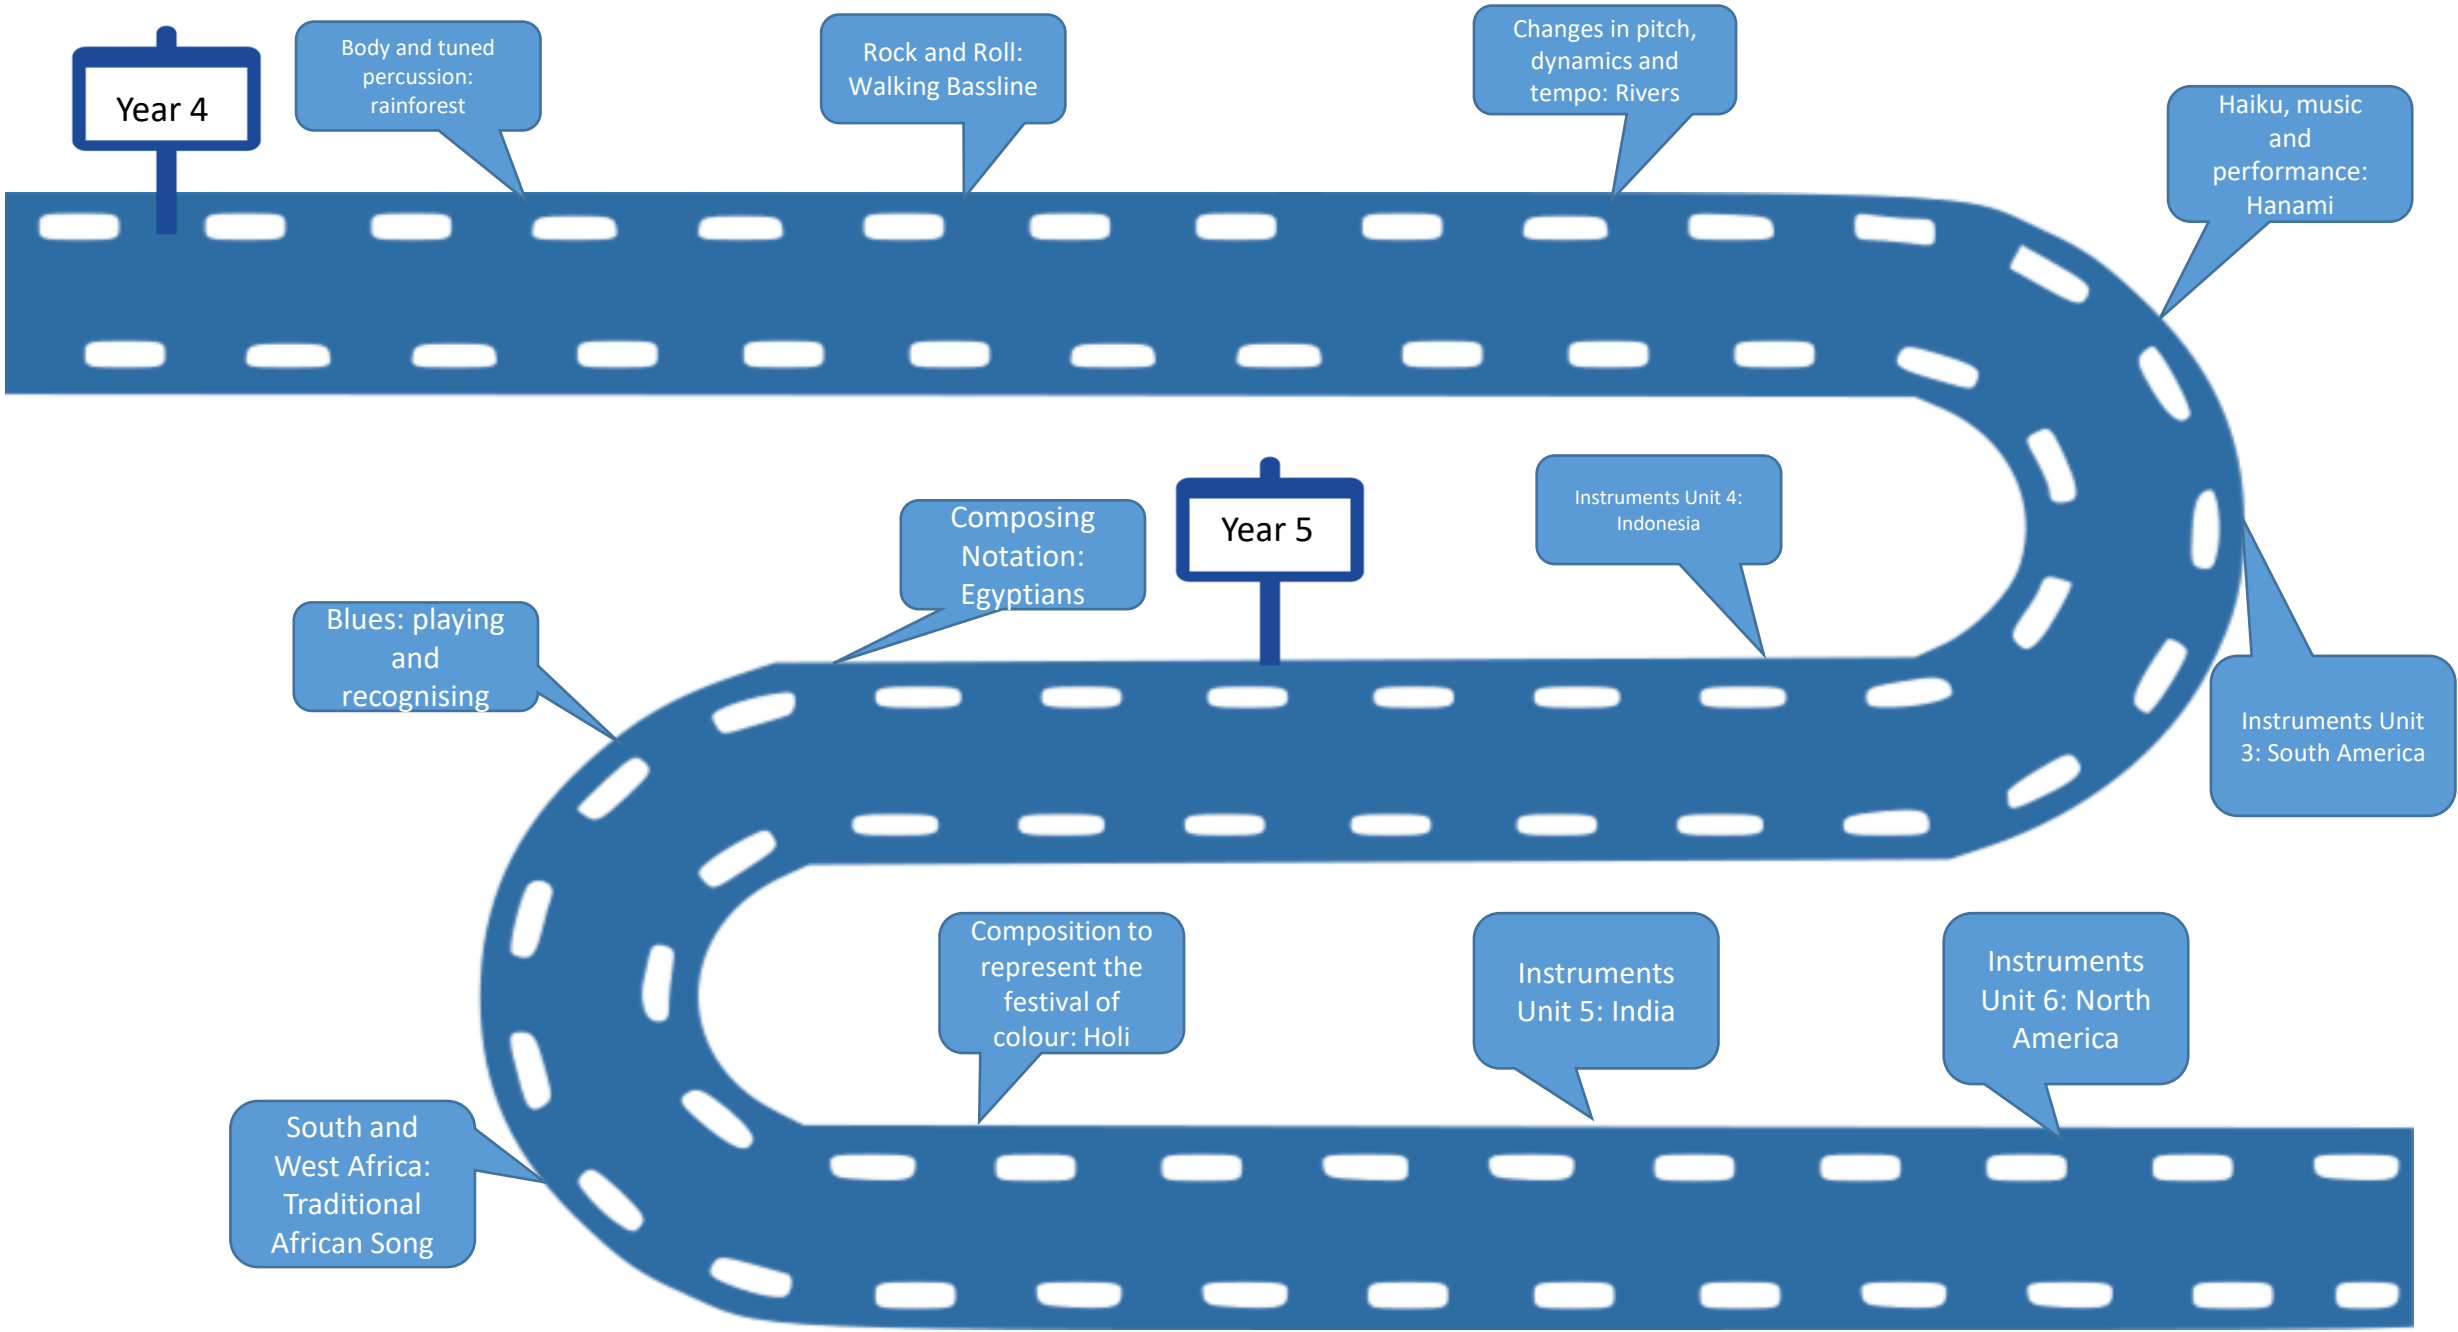 Year 4
Body and tuned
percussion:
rainforest
Rock and Roll:
Walking Bassline
Changes in pitch,
dynamics and
tempo: Rivers
Haiku, music
and
performance:
Hanami
Instruments Unit
3: South America
Instruments Unit 4:
Indonesia
Year 5
Composing
Notation:
Egyptians
Blues: playing
and
recognising
South and
West Africa:
Traditional
African Song
Composition to
represent the
festival of
colour: Holi
Instruments
Unit 5: India
Instruments
Unit 6: North
America